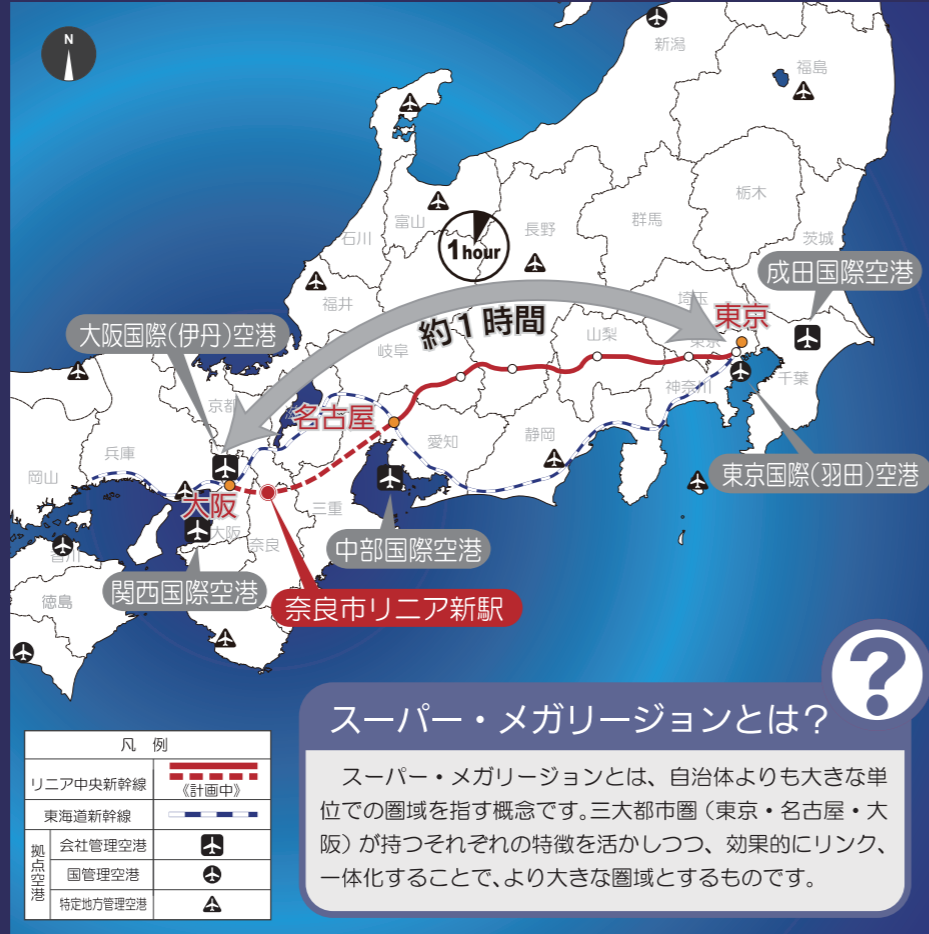 N
新潟
福島
栃木
群馬
茨城
富山
石川
長野
1hour
福井
成田国際空港
埼玉
東京
約1時間
大阪国際(伊丹)空港
岐阜
山梨
東京
神奈川
千葉
京都
名古屋
愛知
静岡
兵庫
岡山
東京国際(羽田)空港
大阪
三重
大阪
奈良
中部国際空港
香川
関西国際空港
徳島
奈良市リニア新駅
?
スーパー・メガリージョンとは?
スーパー・メガリージョンとは、自治体よりも大きな単
位での圏域を指す概念です。三大都市圏(東京・名古屋・大
阪)が持つそれぞれの特徴を活かしつつ、効果的にリンク、
一体化することで、より大きな圏域とするものです。
凡 例
リニア中央新幹線
《計画中》
東海道新幹線
拠点空港
会社管理空港
国管理空港
特定地方管理空港